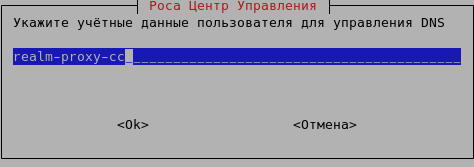 Роса Центр Управления
Укажите учётные данные пользователя для управления DNS
realm-proxy-cc
<Ok> <Отмена>